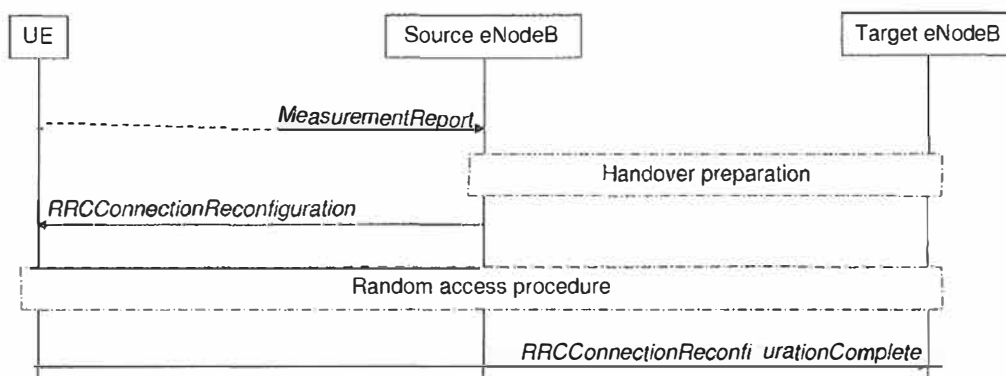 UE
Source eNodeB
Target eNodeB
MeasurementReport
Handover preparation
RRCConnectionReconfiguration
Random access procedure
RRCConnectionReconfi urationComplete